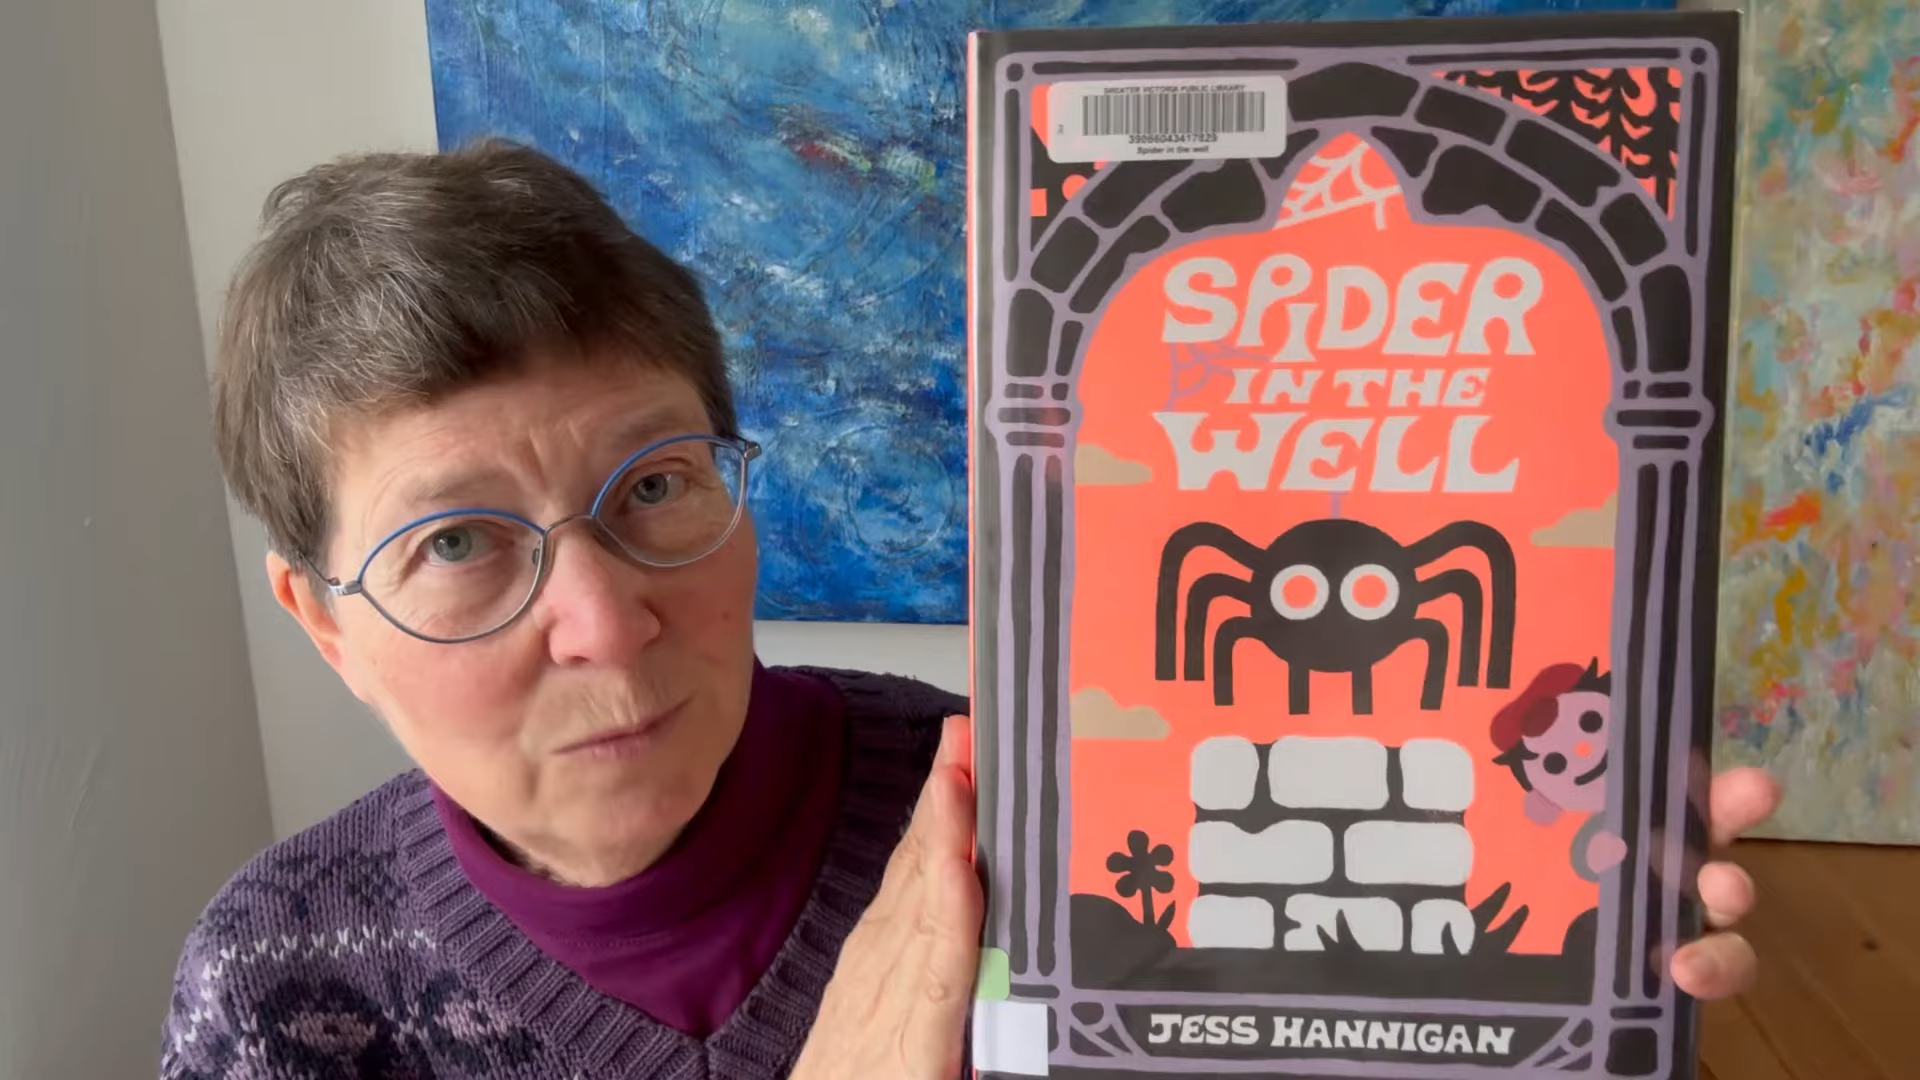 GREATER VICTORIA PUBLIC LIBRARY
Spider in the well
SPIDER
IN THE
WELL
JESS HANNIGAN